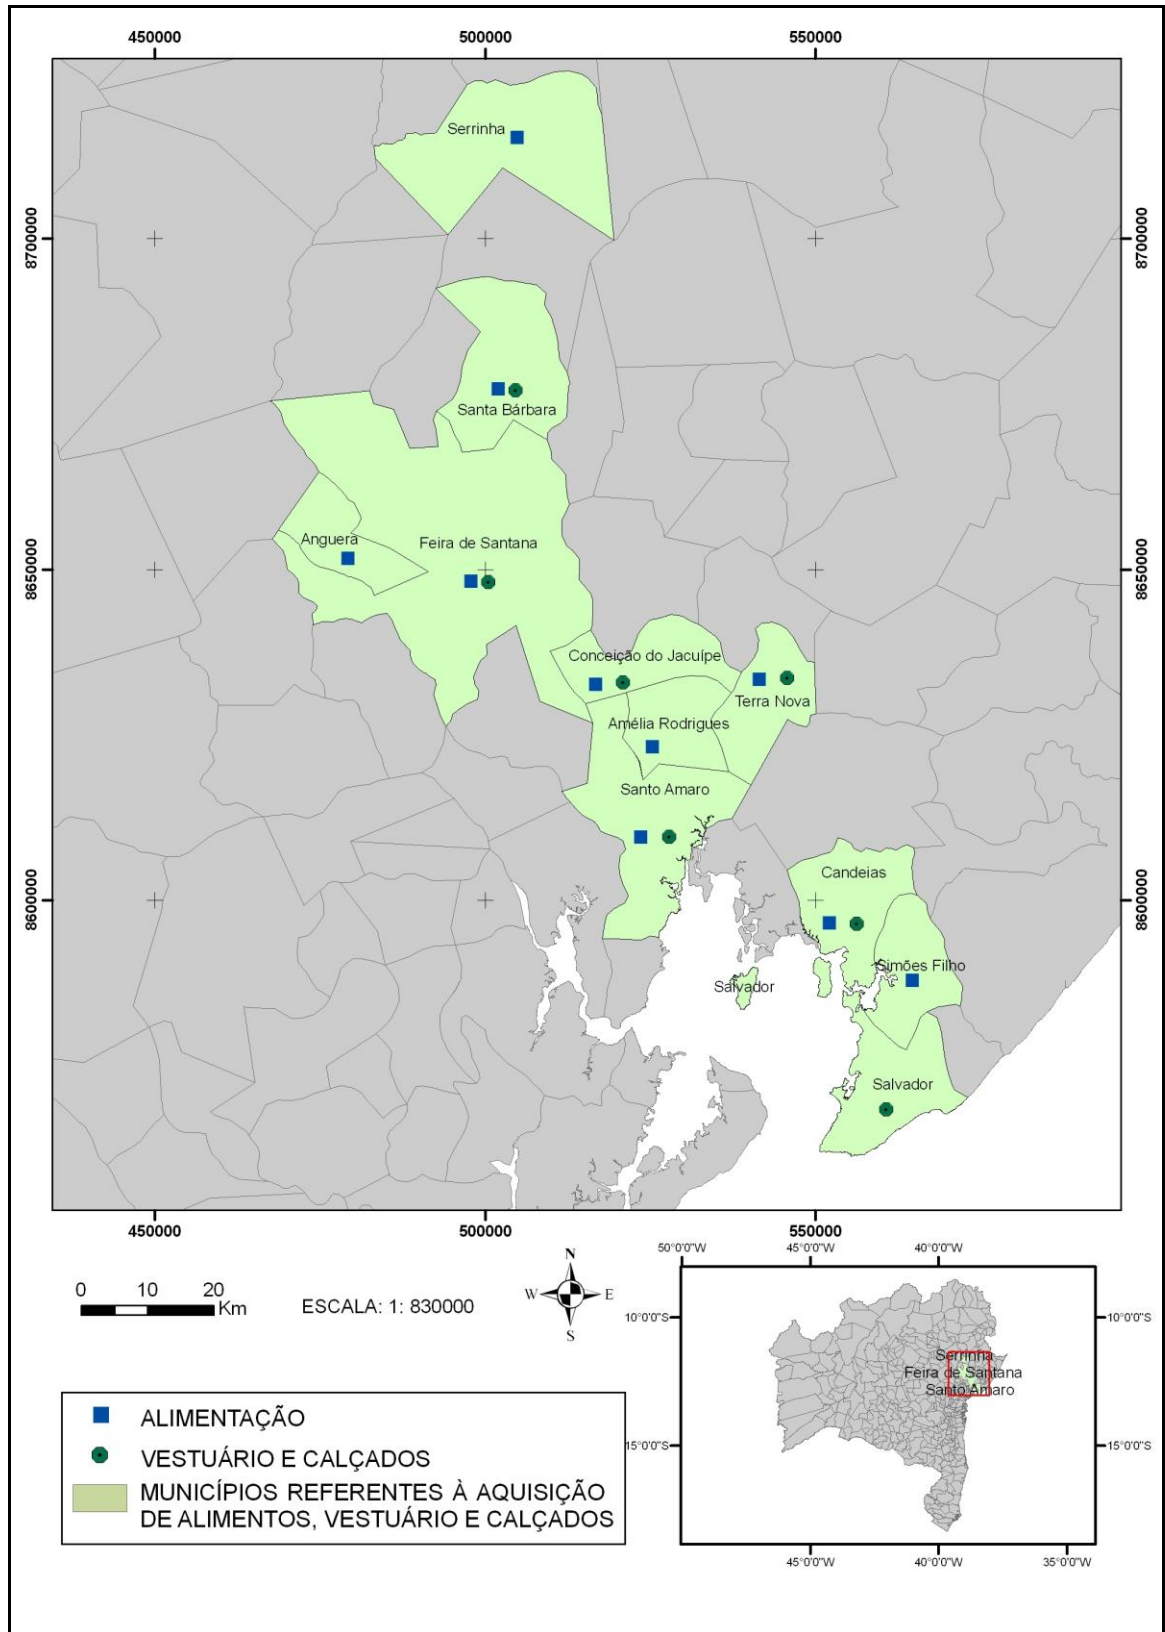 450000 500000 550000
Serrinha
8700000 8700000
Santa Bárbara
Anguera
Feira de Santana
8650000 8650000
Conceição do Jacuípe
Terra Nova
Amélia Rodrigues
Santo Amaro
Candeias
8600000 8600000
Simões Filho
Salvador
Salvador
450000 500000 550000
0 10 20
Km
ESCALA: 1: 830000
N
W E
S
50°0'0"W 45°0'0"W 40°0'0"W
10°0'0"S 10°0'0"S
Serrinha
Feira de Santana
Santo Amaro
15°0'0"S 15°0'0"S
45°0'0"W 40°0'0"W 35°0'0"W
ALIMENTAÇÃO
VESTUÁRIO E CALÇADOS
MUNICÍPIOS REFERENTES À AQUISIÇÃO
DE ALIMENTOS, VESTUÁRIO E CALÇADOS